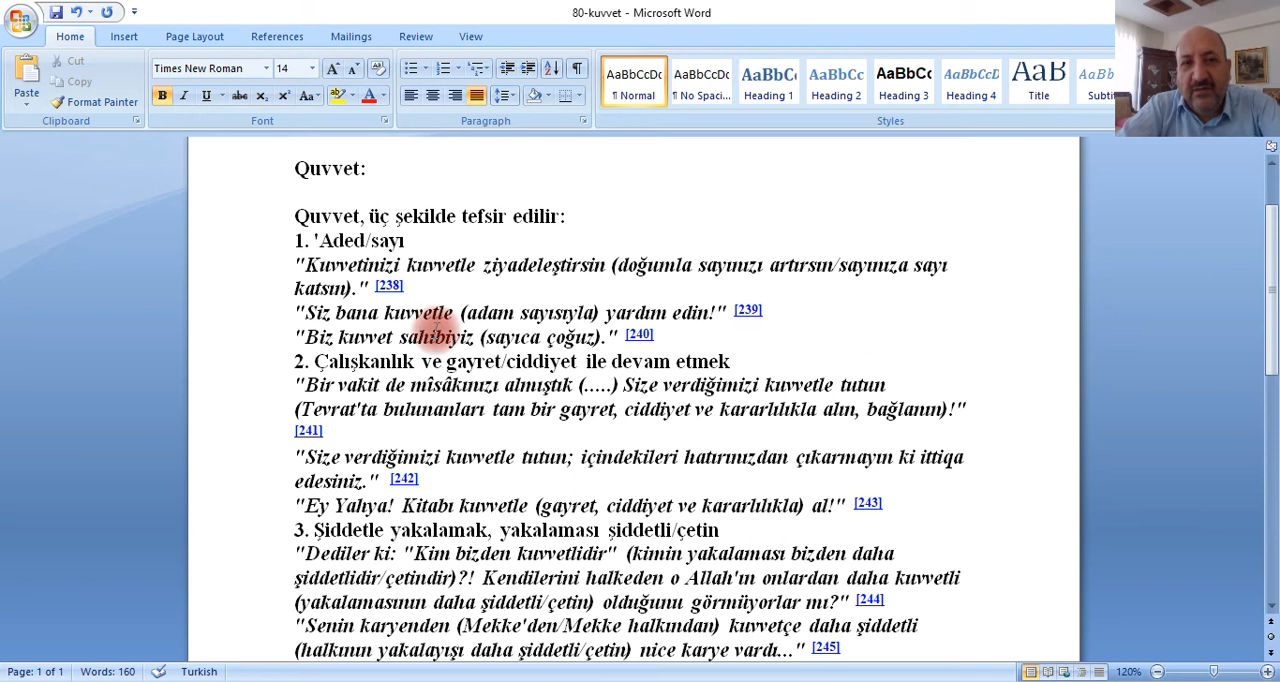 80-kuvvet - Microsoft Word
Home Insert Page Layout References Mailings Review View
Paste
Cut
Copy
Format Painter
Clipboard
Times New Roman 14
Font
Paragraph
AaBbCcDc AaBbCcDc AaBbCc AaBbCc AaBbCc AaBbCcD AaB AaBb
¶ Normal ¶ No Spaci... Heading 1 Heading 2 Heading 3 Heading 4 Title Subtit
Styles
Quvvet:
Quvvet, üç şekilde tefsir edilir:
1. 'Aded/sayı
"Kuvvetinizi kuvvetle ziyadeleştirsin (doğumla sayınızı artırsın/sayınıza sayı
katsın)." [238]
"Siz bana kuvvetle (adam sayısıyla) yardım edin!" [239]
"Biz kuvvet sahibiyiz (sayıca çoğuz)." [240]
2. Çalışkanlık ve gayret/ciddiyet ile devam etmek
"Bir vakit de mîsâkınızı almıştık (.....) Size verdiğimizi kuvvetle tutun
(Tevrat'ta bulunanları tam bir gayret, ciddiyet ve kararlılıkla alın, bağlanın)!"
[241]
"Size verdiğimizi kuvvetle tutun; içindekileri hatırınızdan çıkarmayın ki ittiqa
edesiniz." [242]
"Ey Yahya! Kitabı kuvvetle (gayret, ciddiyet ve kararlılıkla) al!" [243]
3. Şiddetle yakalamak, yakalaması şiddetli/çetin
"Dediler ki: "Kim bizden kuvvetlidir" (kimin yakalaması bizden daha
şiddetlidir/çetindir)?! Kendilerini halkeden o Allah'ın onlardan daha kuvvetli
(yakalamasının daha şiddetli/çetin) olduğunu görmüyorlar mı?" [244]
"Senin karyenden (Mekke'den/Mekke halkından) kuvvetçe daha şiddetli
(halkının yakalayışı daha şiddetli/çetin) nice karye vardı..." [245]
Page: 1 of 1 Words: 160 Turkish 120%